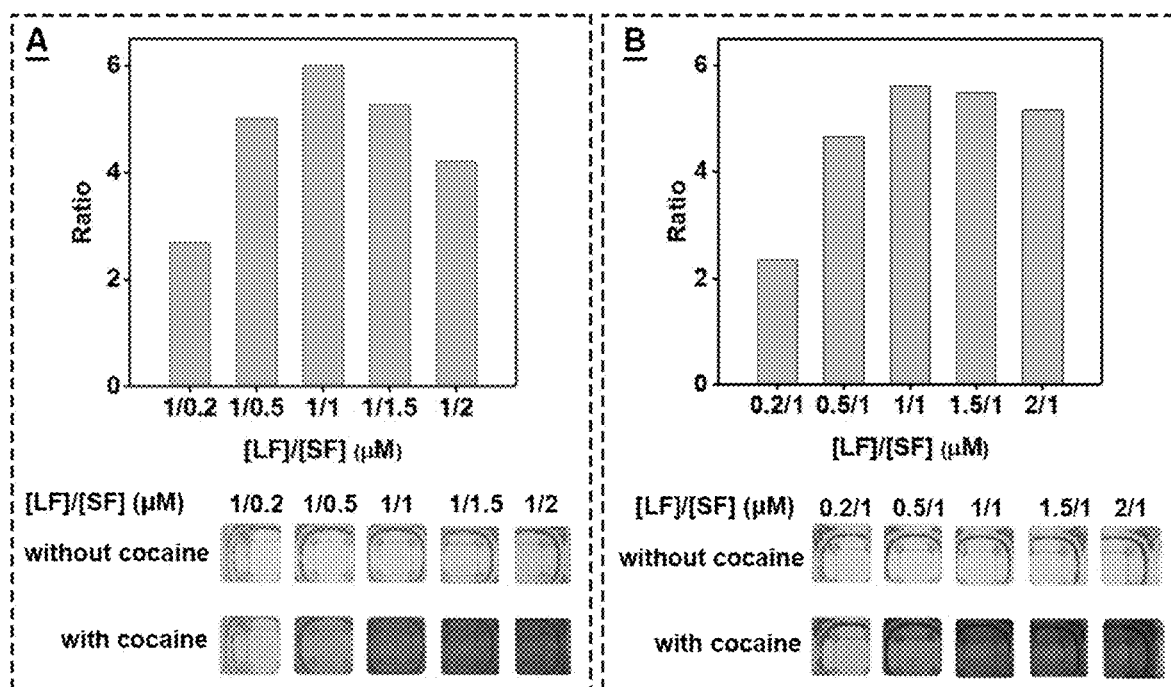 A
Ratio
6
4
2
0
1/0.2 1/0.5 1/1 1/1.5 1/2
[LF]/[SF] (µM)
[LF]/[SF] (µM) 1/0.2 1/0.5 1/1 1/1.5 1/2
without cocaine
with cocaine
B
Ratio
6
4
2
0
0.2/1 0.5/1 1/1 1.5/1 2/1
[LF]/[SF] (µM)
[LF]/[SF] (µM) 0.2/1 0.5/1 1/1 1.5/1 2/1
without cocaine
with cocaine